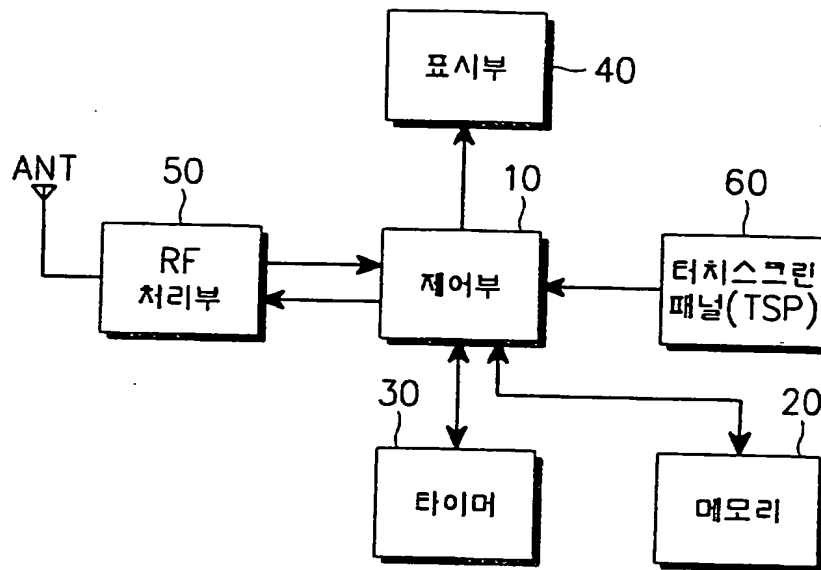 표시부
40
ANT
50
10
60
RF
처리부
제어부
터치스크린
패널(TSP)
30
20
타이머
메모리